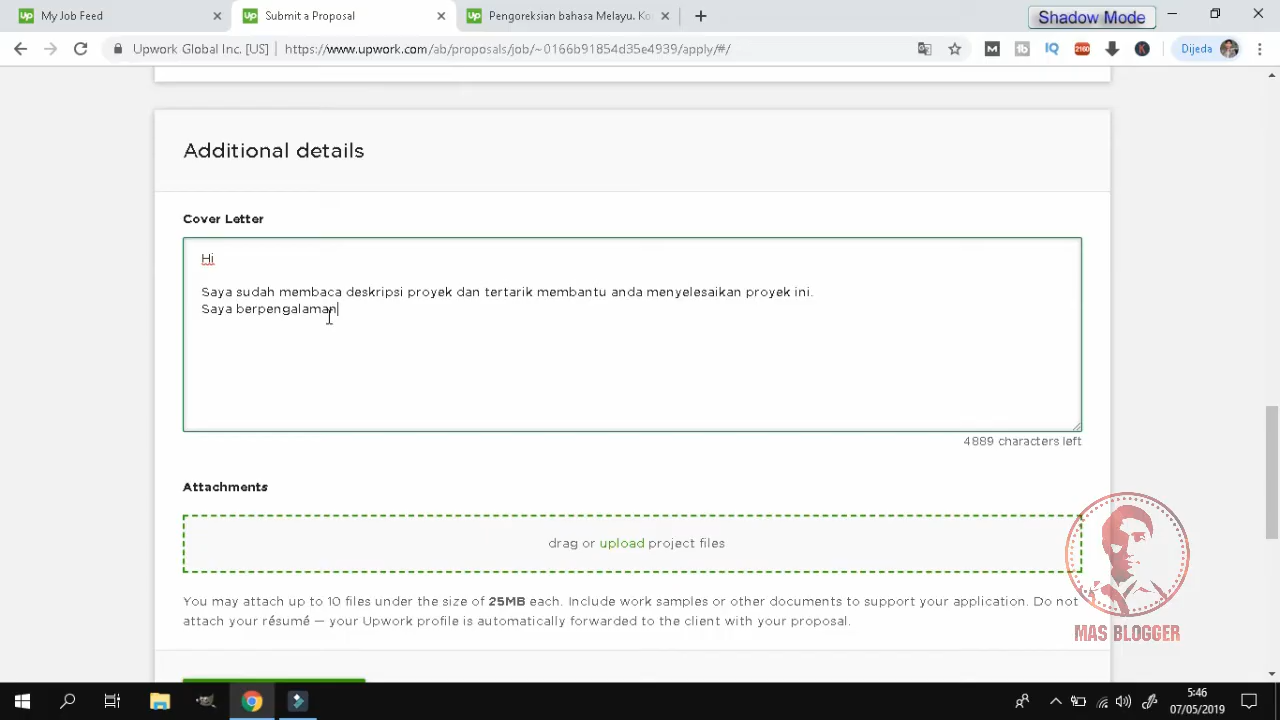 My Job Feed
Submit a Proposal
Pengoreksian bahasa Melayu. Ko
Shadow Mode
Upwork Global Inc. [US] | https://www.upwork.com/ab/proposals/job/~0166b91854d35e4939/apply/#/
Dijeda
Additional details
Cover Letter
Hi
Saya sudah membaca deskripsi proyek dan tertarik membantu anda menyelesaikan proyek ini.
Saya berpengalaman
4889 characters left
Attachments
drag or upload project files
You may attach up to 10 files under the size of 25MB each. Include work samples or other documents to support your application. Do not
attach your résumé — your Upwork profile is automatically forwarded to the client with your proposal.
MAS BLOGGER
5:46
07/05/2019